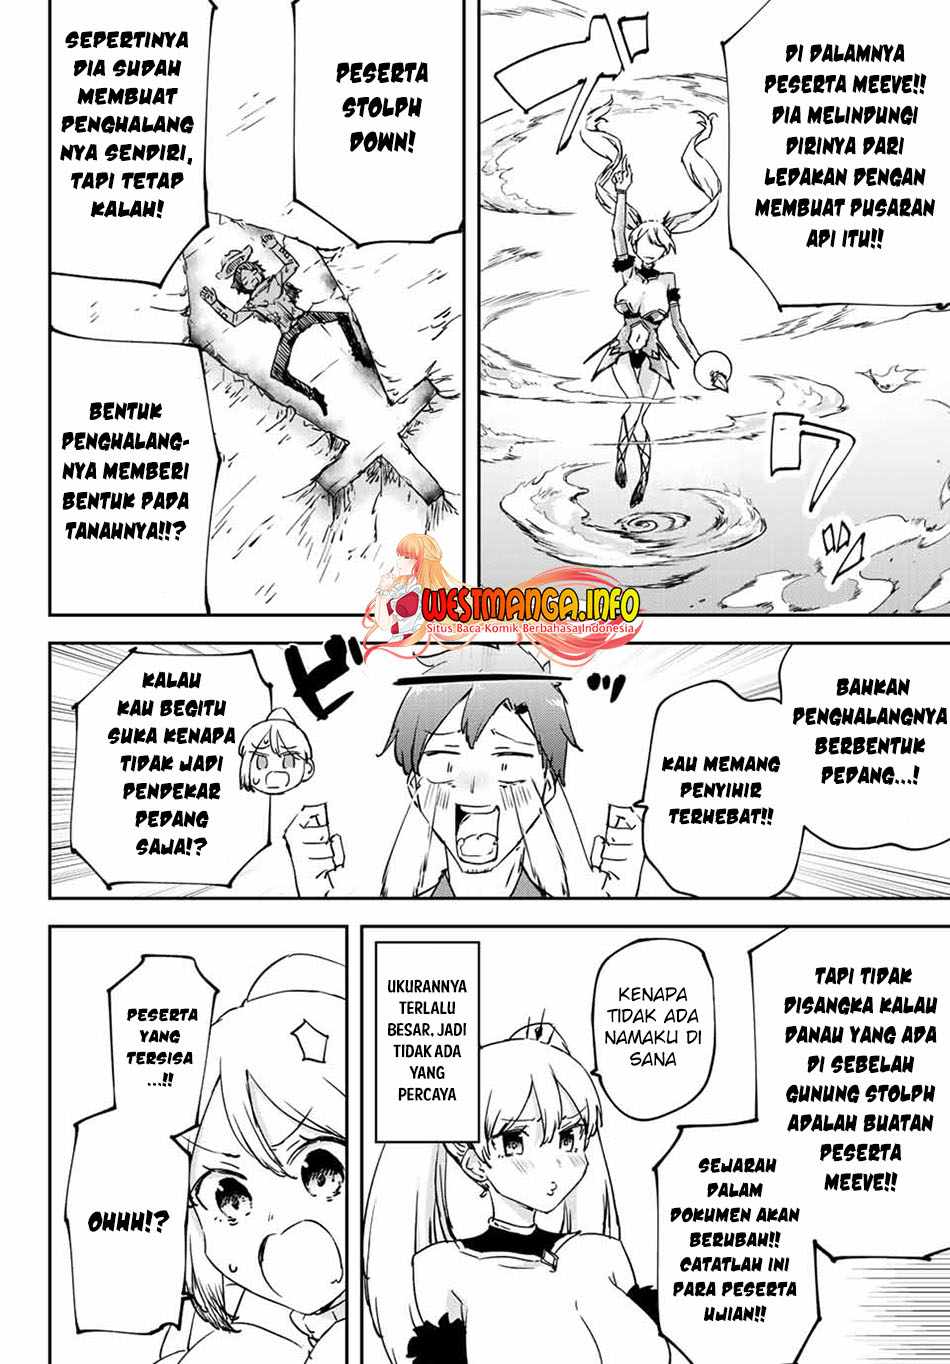 DI DALAMNYA
PESERTA MEEVE!!
DIA MELINDUNGI
DIRINYA DARI
LEDAKAN DENGAN
MEMBUAT PUSARAN
API ITU!!
PESERTA
STOLPH
DOWN!
SEPERTINYA
DIA SUDAH
MEMBUAT
PENGHALANG
NYA SENDIRI,
TAPI TETAP
KALAH!
BENTUK
PENGHALANG-
NYA MEMBERI
BENTUK PADA
TANAHNYA!!?
WESTMANGA.INFO
Situs Baca Komik Berbahasa Indonesia
BAHKAN
PENGHALANGNYA
BERBENTUK
PEDANG...!
KAU MEMANG
PENYIHIR
TERHEBAT!!
ビッ
KALAU
KAU BEGITU
SUKA KENAPA
TIDAK JADI
PENDEKAR
PEDANG
SAJA!?
TAPI TIDAK
DISANGKA KALAU
DANAU YANG ADA
DI SEBELAH
GUNUNG STOLPH
ADALAH BUATAN
PESERTA
MEEVE!!
SEJARAH
DALAM
DOKUMEN AKAN
BERUBAH!!
CATATLAH INI
PARA PESERTA
UJIAN!!
KENAPA
TIDAK ADA
NAMAKU DI
SANA
UKURANNYA
TERLALU
BESAR, JADI
TIDAK ADA
YANG
PERCAYA
PESERTA
YANG
TERSISA
...!!
OHHH!?